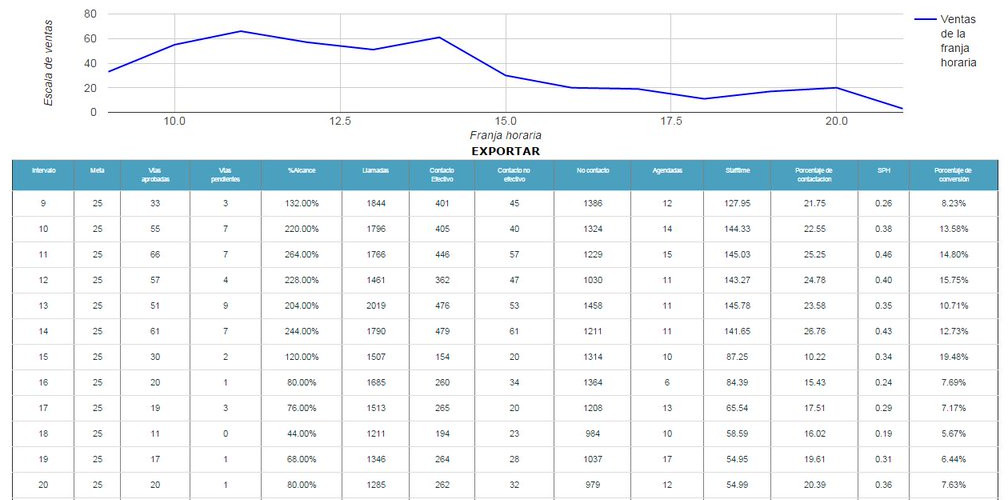 80
60
40
20
0
Escala de ventas
10.0 12.5 15.0 17.5 20.0
Franja horaria
Ventas
de la
franja
horaria
EXPORTAR
Intervalo Meta Vtas aprobadas Vtas pendientes %Alcance Llamadas Contacto Efectivo Contacto no efectivo No contacto Agendadas Stafftime Porcentaje de contactacion SPH Porcentaje de conversión
9 25 33 3 132.00% 1844 401 45 1386 12 127.95 21.75 0.26 8.23%
10 25 55 7 220.00% 1796 405 40 1324 14 144.33 22.55 0.38 13.58%
11 25 66 7 264.00% 1766 446 57 1229 15 145.03 25.25 0.46 14.80%
12 25 57 4 228.00% 1461 362 47 1030 11 143.27 24.78 0.40 15.75%
13 25 51 9 204.00% 2019 476 53 1458 11 145.78 23.58 0.35 10.71%
14 25 61 7 244.00% 1790 479 61 1211 11 141.65 26.76 0.43 12.73%
15 25 30 2 120.00% 1507 154 20 1314 10 87.25 10.22 0.34 19.48%
16 25 20 1 80.00% 1685 260 34 1364 6 84.39 15.43 0.24 7.69%
17 25 19 3 76.00% 1513 265 20 1208 13 65.54 17.51 0.29 7.17%
18 25 11 0 44.00% 1211 194 23 984 10 58.59 16.02 0.19 5.67%
19 25 17 1 68.00% 1346 264 28 1037 17 54.95 19.61 0.31 6.44%
20 25 20 1 80.00% 1285 262 32 979 12 54.99 20.39 0.36 7.63%